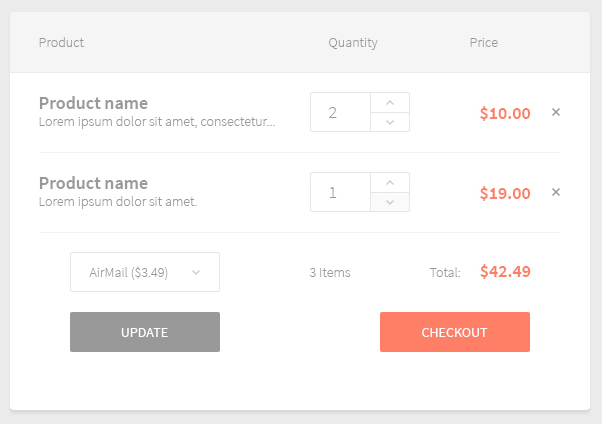 Product Quantity Price
Product name
Lorem ipsum dolor sit amet, consectetur...
2 $10.00 ×
Product name
Lorem ipsum dolor sit amet.
1 $19.00 ×
AirMail ($3.49) 3 Items Total: $42.49
UPDATE CHECKOUT